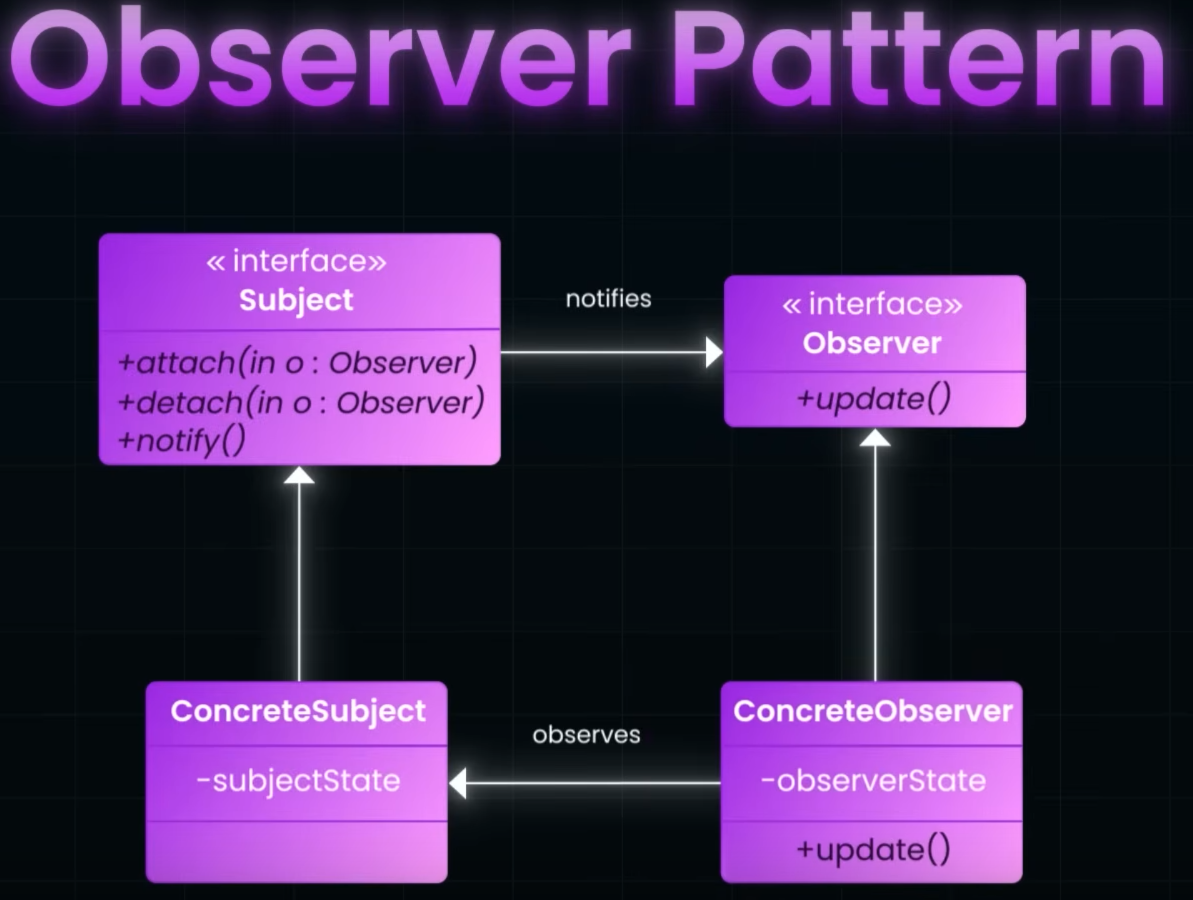 Observer Pattern
« interface»
Subject
+attach(in o : Observer)
+detach(in o : Observer)
+notify()
notifies
« interface»
Observer
+update()
ConcreteSubject
-subjectState
observes
ConcreteObserver
-observerState
+update()